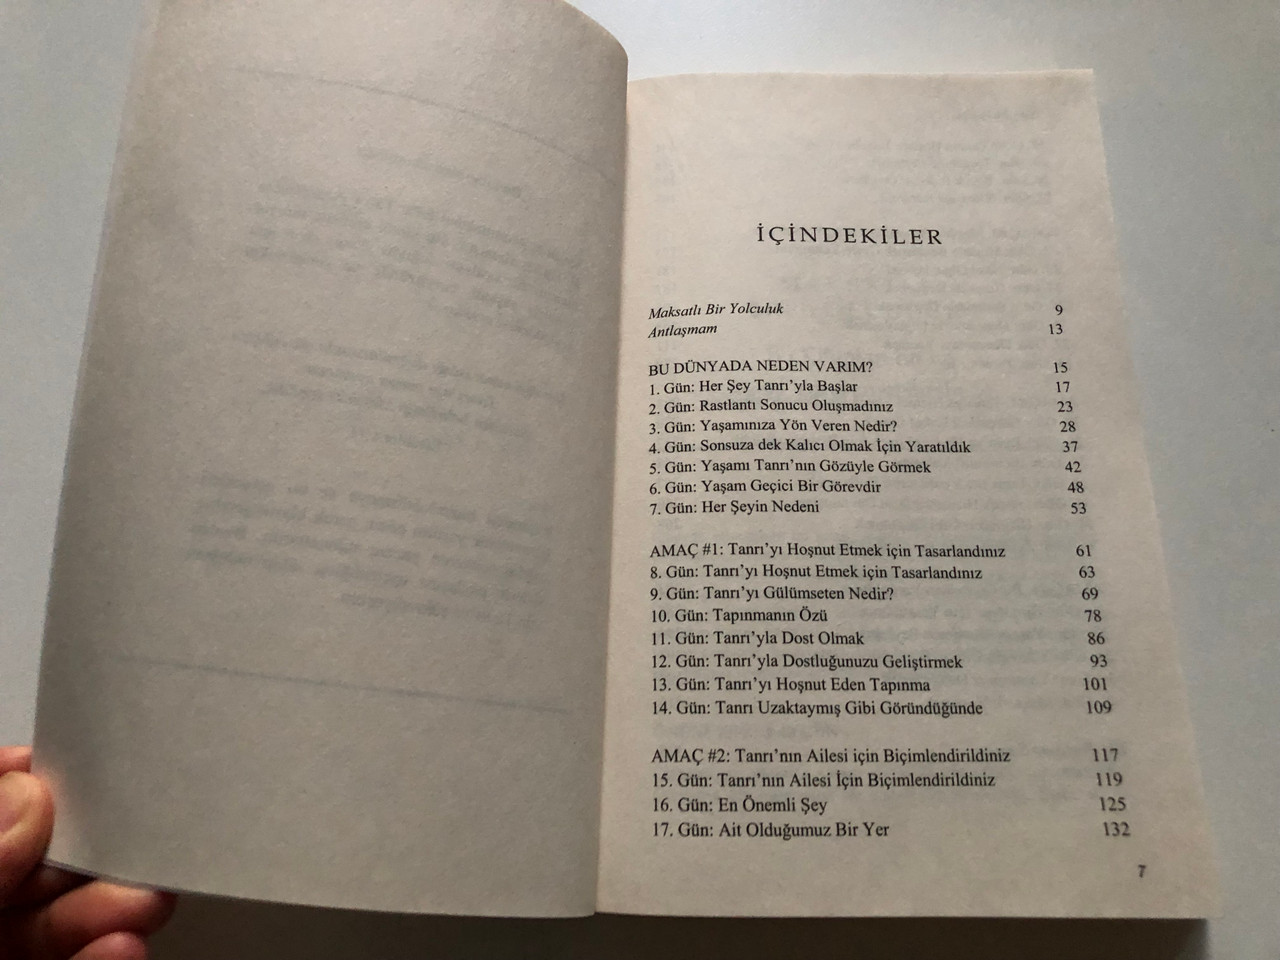 İÇİNDEKİLER
Maksatlı Bir Yolculuk 9
Antlaşmam 13
BU DÜNYADA NEDEN VARIM? 15
1. Gün: Her Şey Tanrı'yla Başlar 17
2. Gün: Rastlantı Sonucu Oluşmadınız 23
3. Gün: Yaşamınıza Yön Veren Nedir? 28
4. Gün: Sonsuza dek Kalıcı Olmak İçin Yaratıldık 37
5. Gün: Yaşamı Tanrı'nın Gözüyle Görmek 42
6. Gün: Yaşam Geçici Bir Görevdir 48
7. Gün: Her Şeyin Nedeni 53
AMAÇ #1: Tanrı'yı Hoşnut Etmek için Tasarlandınız 61
8. Gün: Tanrı'yı Hoşnut Etmek için Tasarlandınız 63
9. Gün: Tanrı'yı Gülümseten Nedir? 69
10. Gün: Tapınmanın Özü 78
11. Gün: Tanrı'yla Dost Olmak 86
12. Gün: Tanrı'yla Dostluğunuzu Geliştirmek 93
13. Gün: Tanrı'yı Hoşnut Eden Tapınma 101
14. Gün: Tanrı Uzaktaymış Gibi Göründüğünde 109
AMAÇ #2: Tanrı'nın Ailesi için Biçimlendirildiniz 117
15. Gün: Tanrı'nın Ailesi İçin Biçimlendirildiniz 119
16. Gün: En Önemli Şey 125
17. Gün: Ait Olduğumuz Bir Yer 132
7